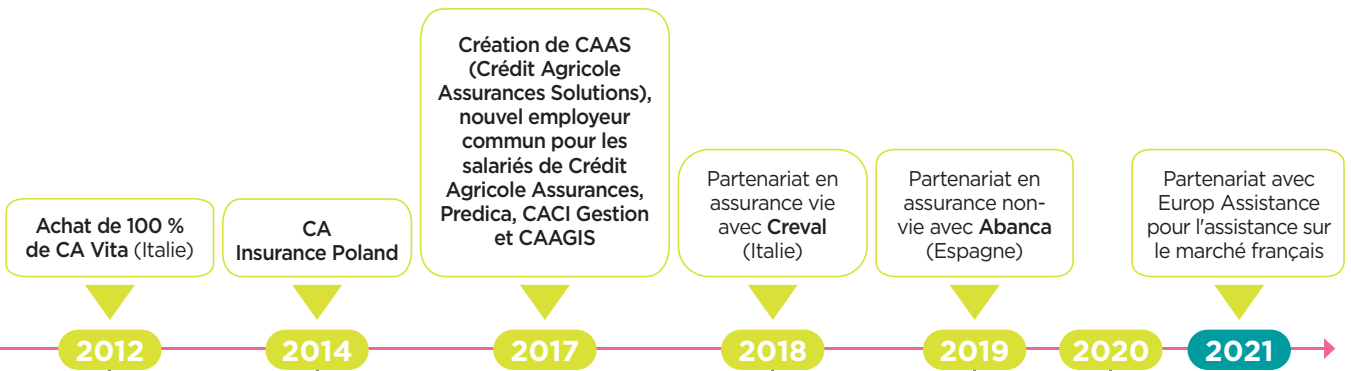 Achat de 100 %
de CA Vita (Italie)
CA
Insurance Poland
Création de CAAS
(Crédit Agricole
Assurances Solutions),
nouvel employeur
commun pour les
salariés de Crédit
Agricole Assurances,
Predica, CACI Gestion
et CAAGIS
Partenariat en
assurance vie
avec Creval
(Italie)
Partenariat en
assurance non-
vie avec Abanca
(Espagne)
Partenariat avec
Europ Assistance
pour l'assistance sur
le marché français
2012
2014
2017
2018
2019
2020
2021